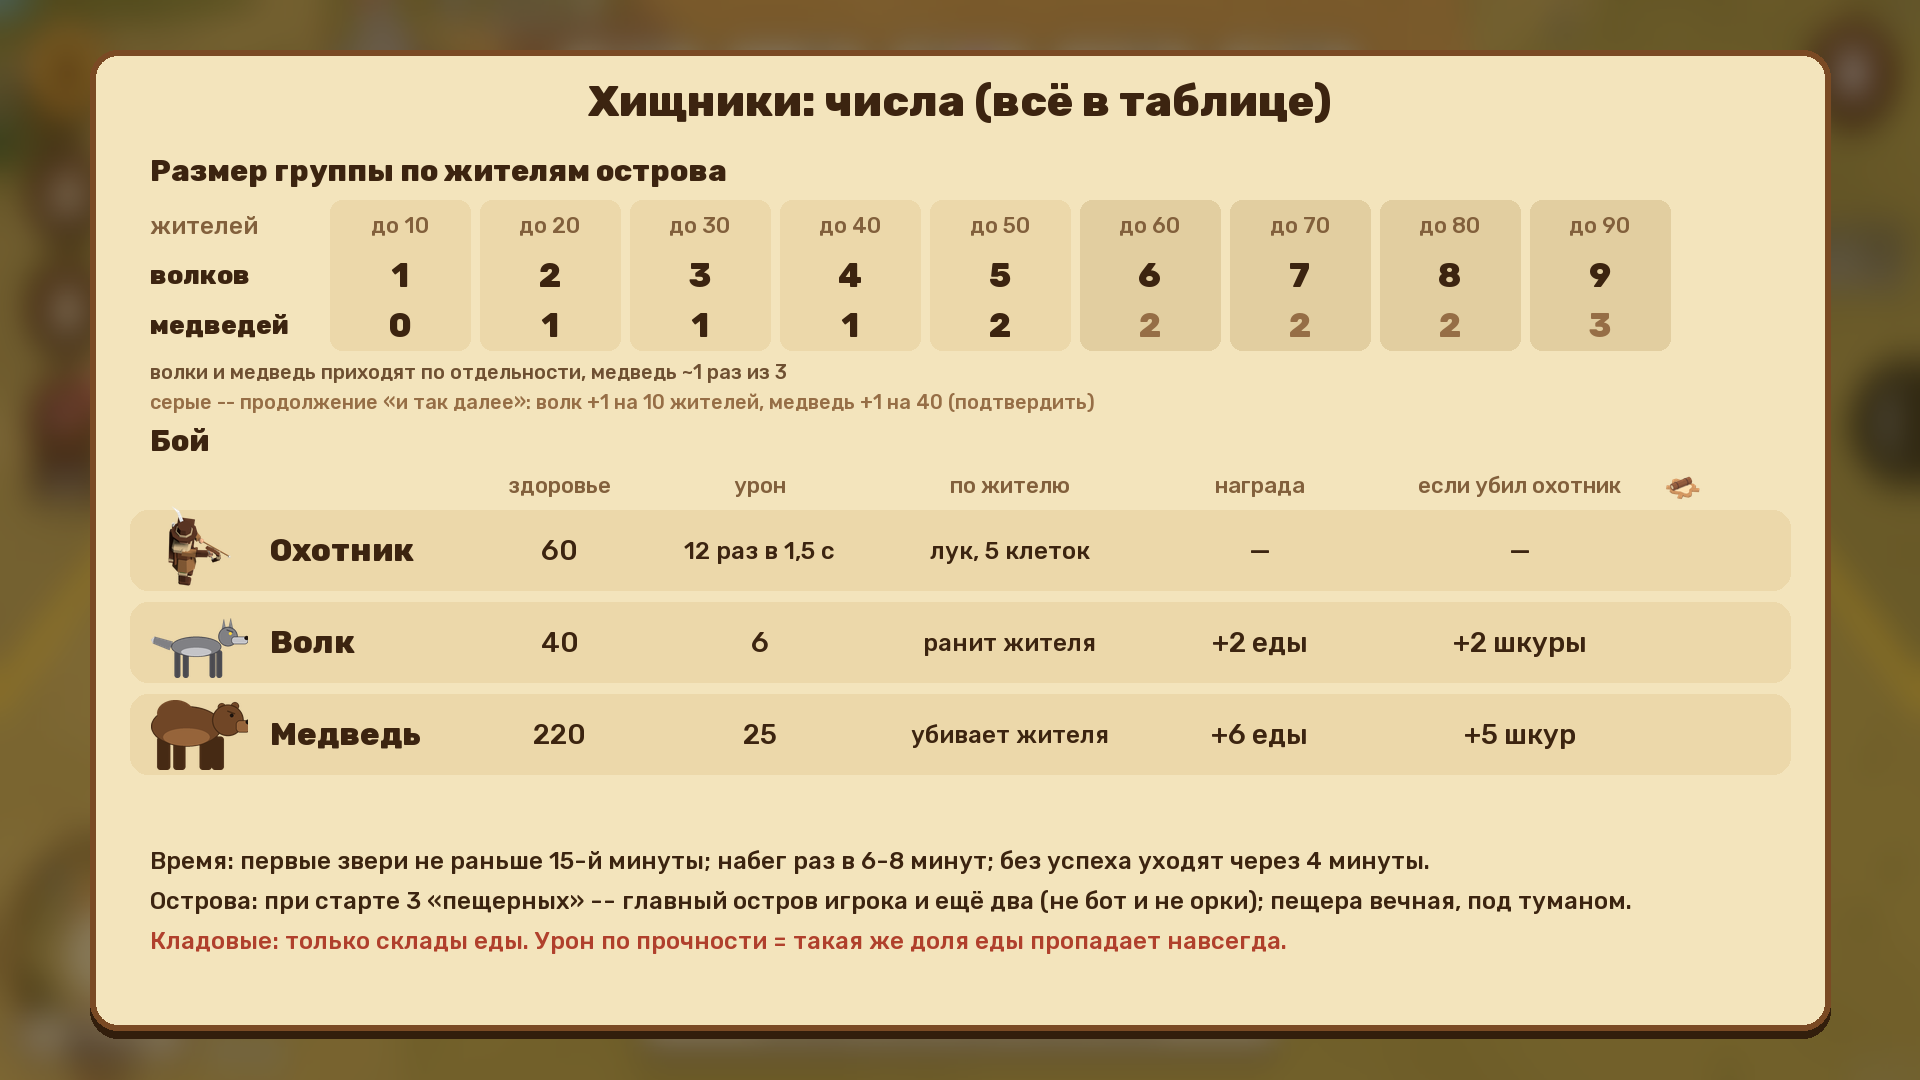 Хищники: числа (всё в таблице)
Размер группы по жителям острова
жителей до 10 до 20 до 30 до 40 до 50 до 60 до 70 до 80 до 90
волков 1 2 3 4 5 6 7 8 9
медведей 0 1 1 1 2 2 2 2 3
волки и медведь приходят по отдельности, медведь ~1 раз из 3
серые -- продолжение «и так далее»: волк +1 на 10 жителей, медведь +1 на 40 (подтвердить)
Бой
здоровье урон по жителю награда если убил охотник
Охотник 60 12 раз в 1,5 с лук, 5 клеток — —
Волк 40 6 ранит жителя +2 еды +2 шкуры
Медведь 220 25 убивает жителя +6 еды +5 шкур
Время: первые звери не раньше 15-й минуты; набег раз в 6-8 минут; без успеха уходят через 4 минуты.
Острова: при старте 3 «пещерных» -- главный остров игрока и ещё два (не бот и не орки); пещера вечная, под туманом.
Кладовые: только склады еды. Урон по прочности = такая же доля еды пропадает навсегда.